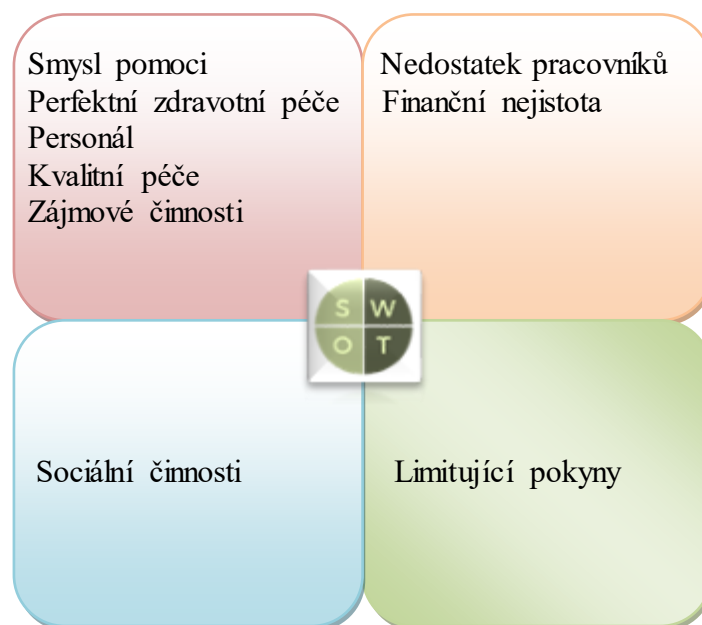 Smysl pomoci
Perfektní zdravotní péče
Personál
Kvalitní péče
Zájmové činnosti
Nedostatek pracovníků
Finanční nejistota
S W
O T
Sociální činnosti
Limitující pokyny